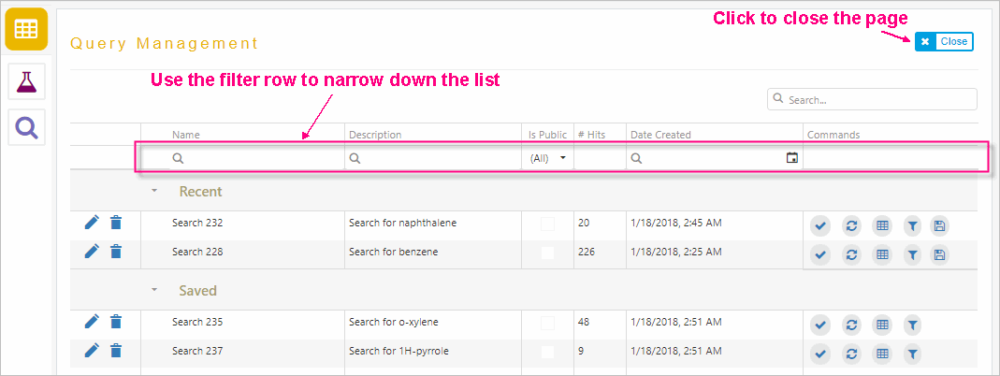 Click to close the page
Query Management
Close
Use the filter row to narrow down the list
Search...
Name Description Is Public # Hits Date Created Commands
(All)
Recent
Search 232 Search for naphthalene 20 1/18/2018, 2:45 AM
Search 228 Search for benzene 226 1/18/2018, 2:25 AM
Saved
Search 235 Search for o-xylene 48 1/18/2018, 2:51 AM
Search 237 Search for 1H-pyrrole 9 1/18/2018, 2:51 AM